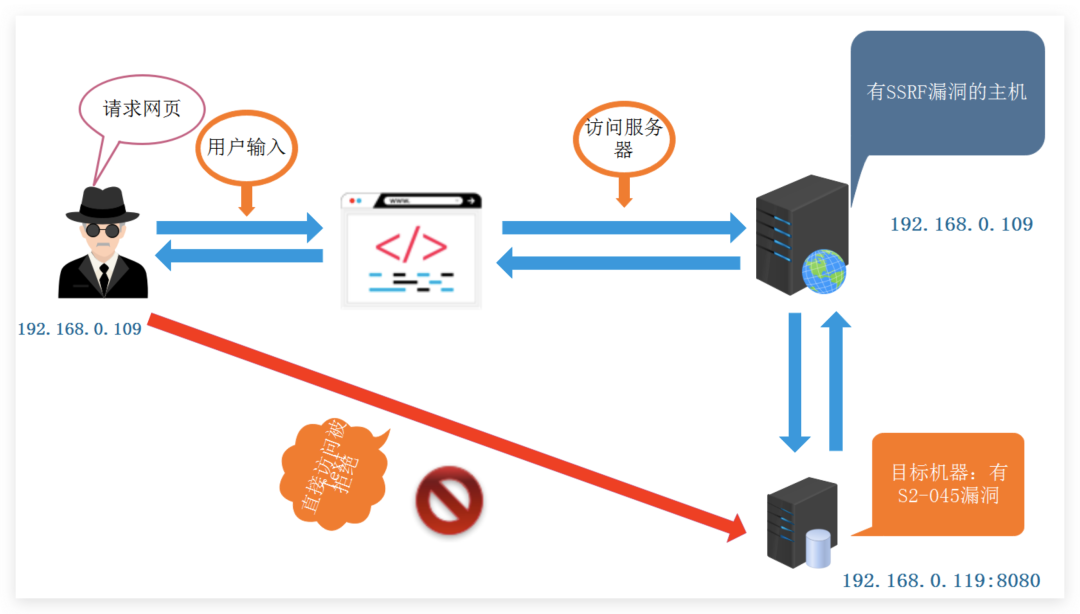 请求网页
用户输入
访问服务
器
有SSRF漏洞的主机
www.
</>
192.168.0.109
192.168.0.109
直接访问被
Text
拒绝
目标机器：有
S2-045漏洞
192.168.0.119:8080